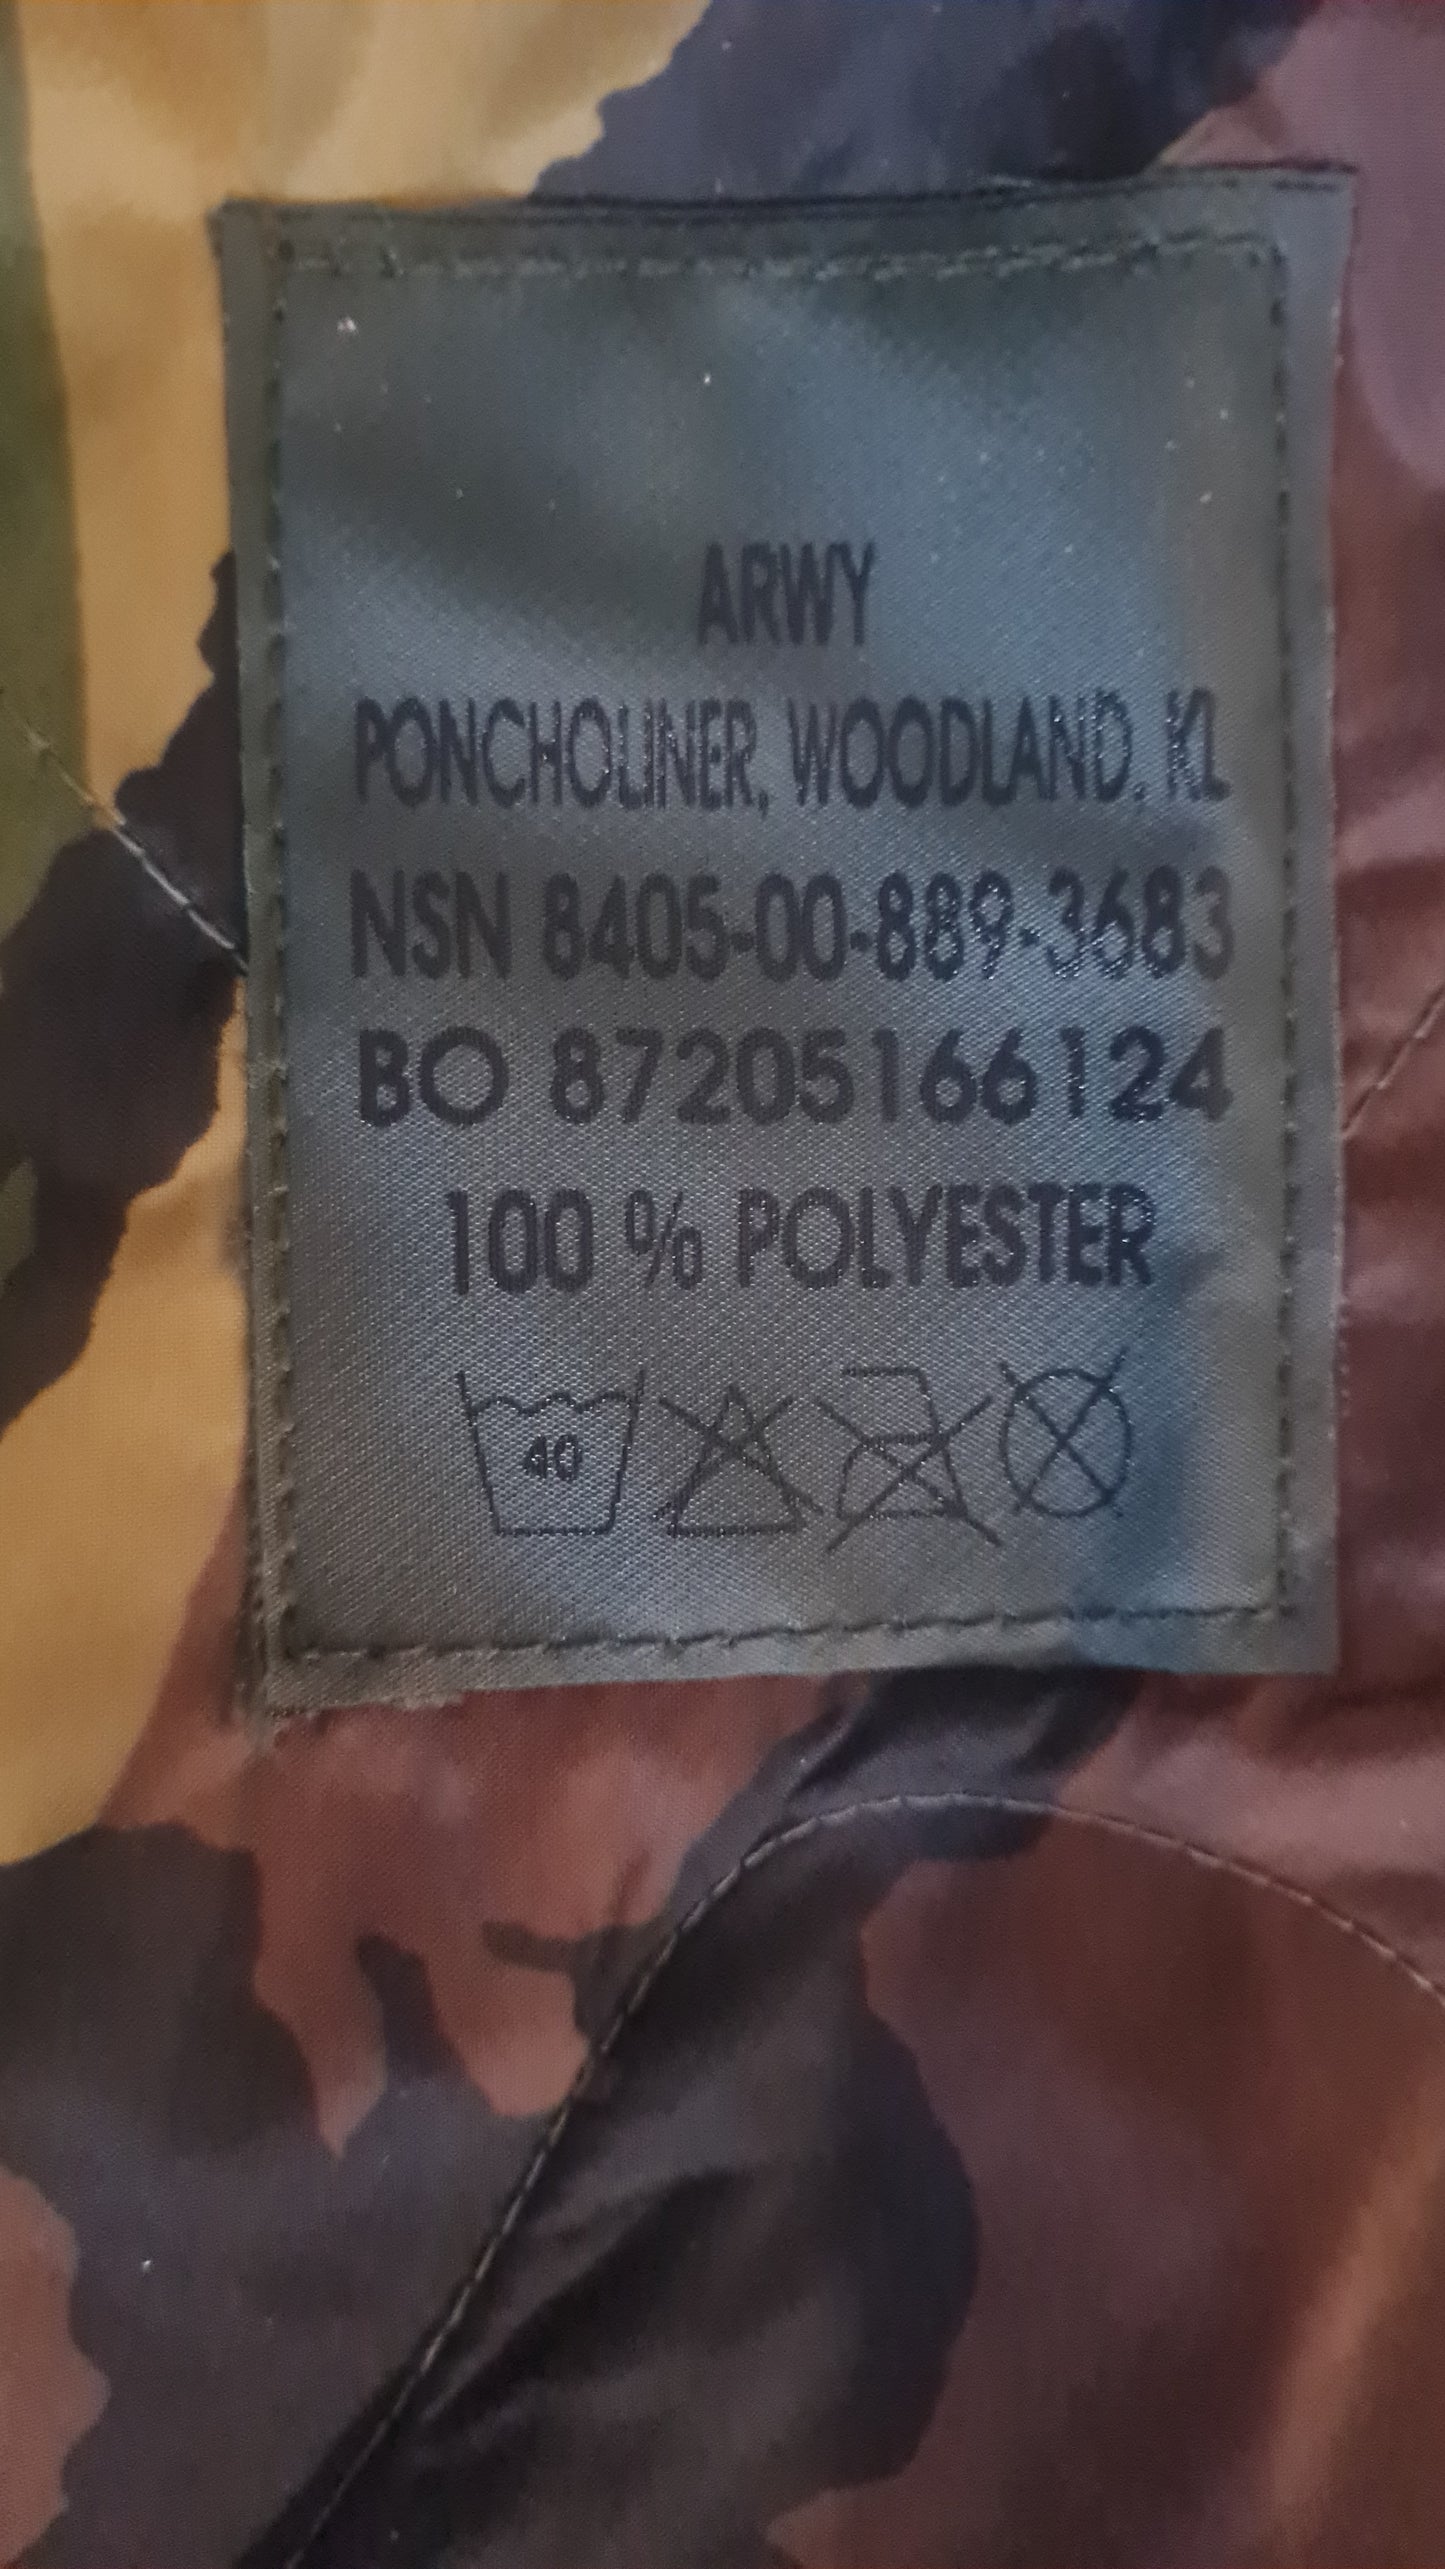 ARWY
PONCHOLINER, WOODLAND, KL
NSN 8405-00-889-3683
BO 87205166124
100 % POLYESTER
40